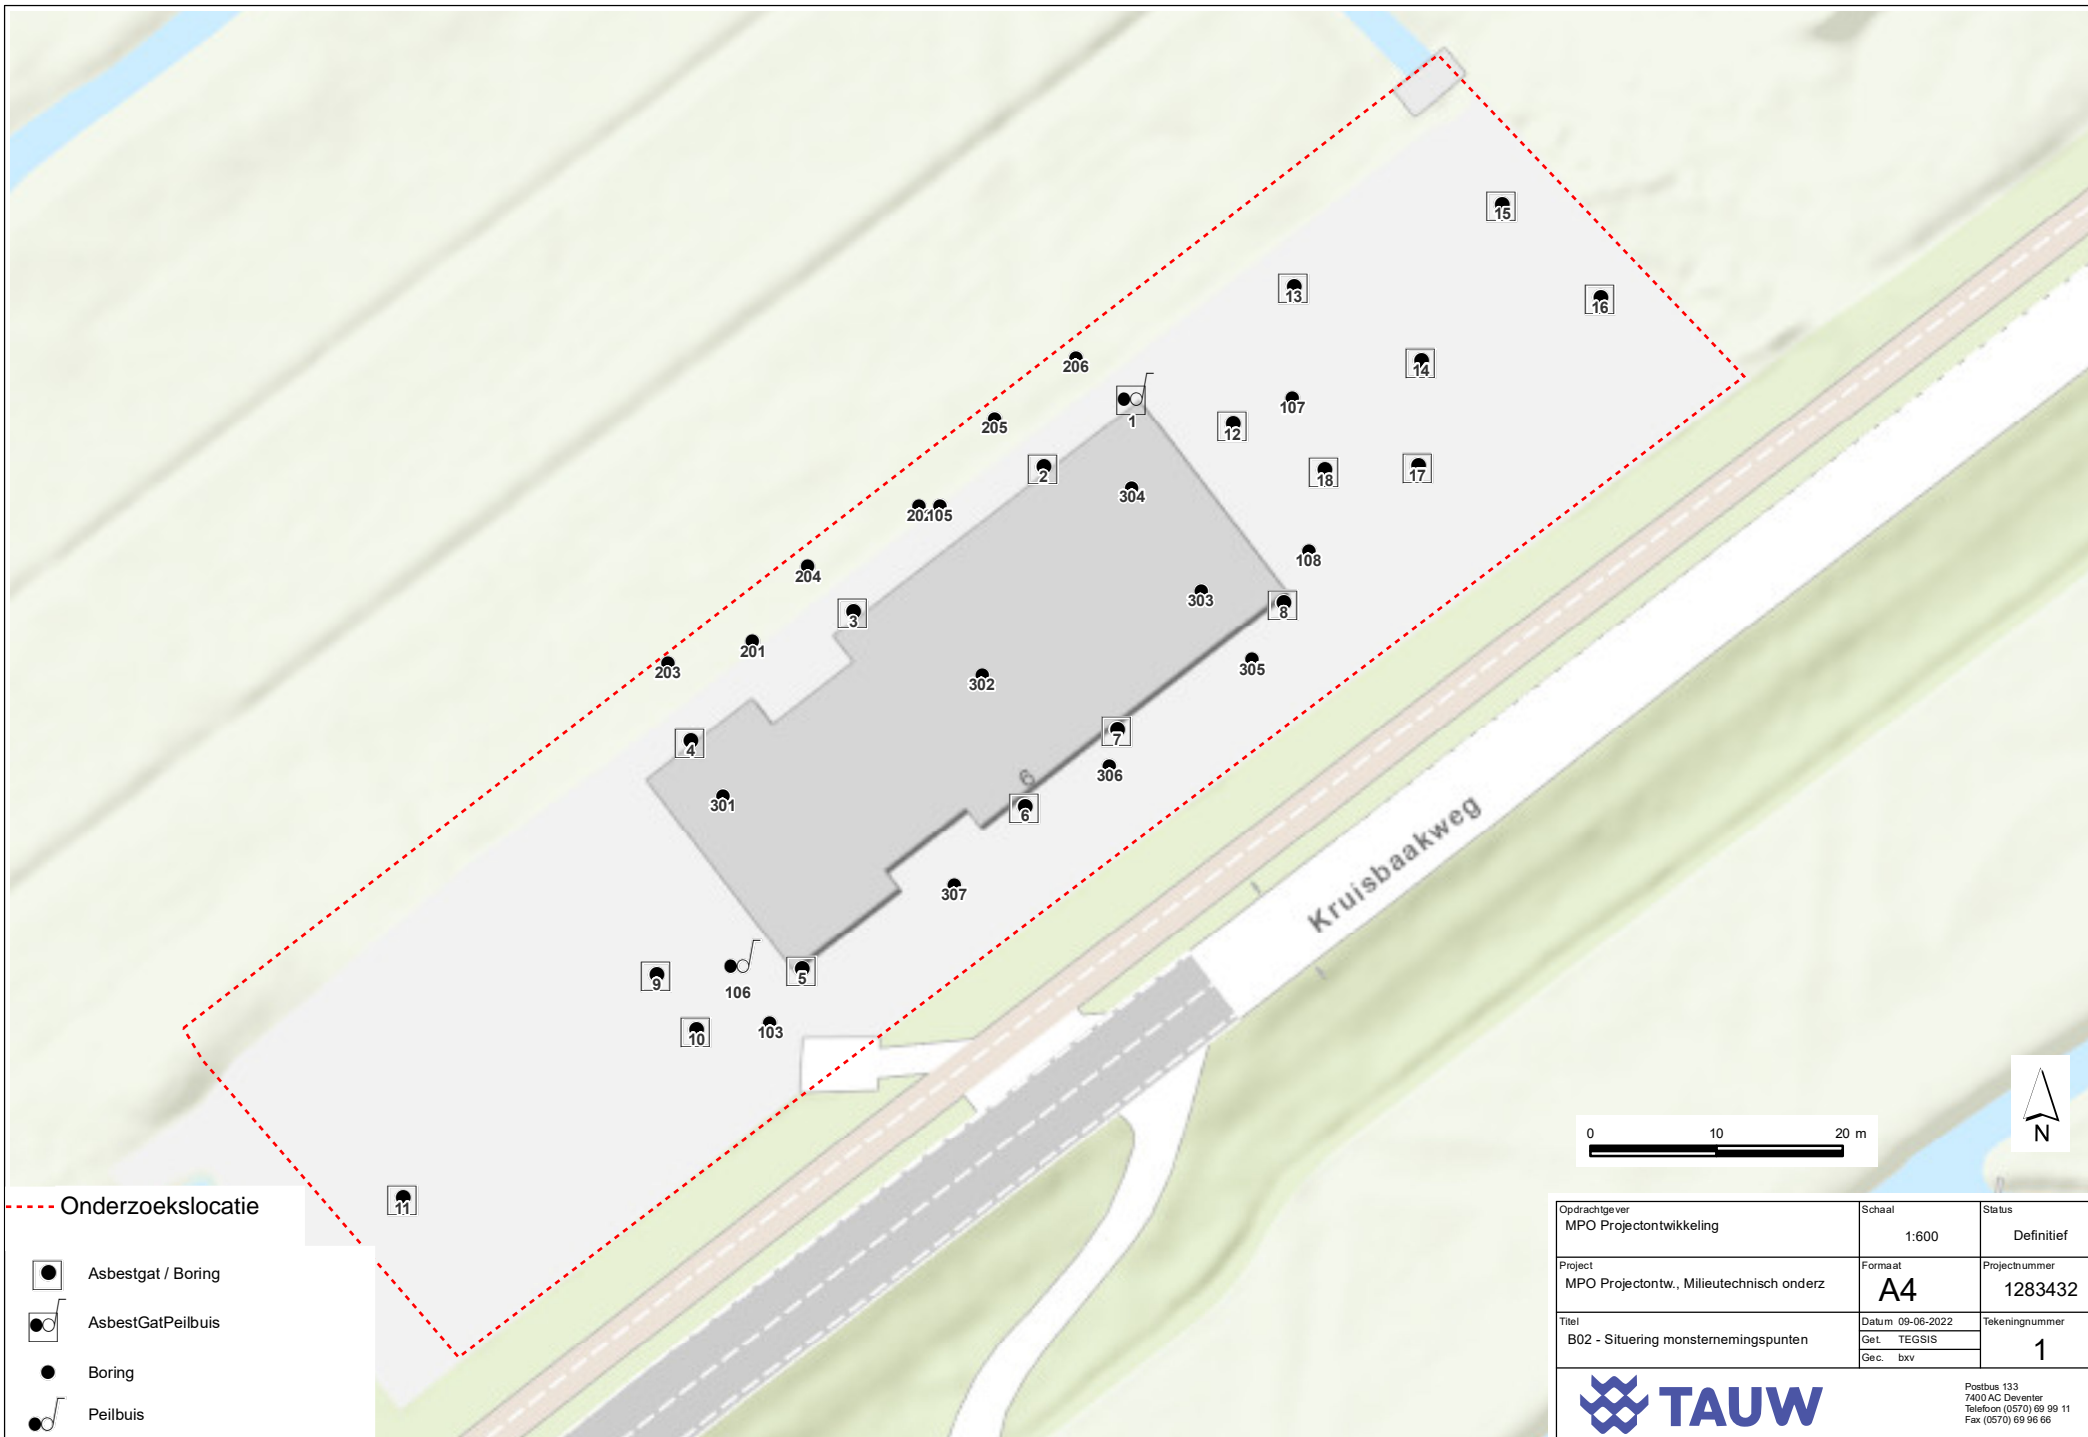 15
13
16
206
14
107
1
205
12
2
18
17
304
202
105
108
204
303
8
3
201
305
203
302
7
4
306
6
301
6
Kruisbaakweg
307
5
9
106
103
10
11
0 10 20 m
N
Onderzoekslocatie
Asbestgat / Boring
AsbestGatPeilbuis
Boring
Peilbuis
Opdrachtgever
MPO Projectontwikkeling
Schaal
1:600
Status
Definitief
Project
MPO Projectontw., Milieutechnisch onderz
Formaat
A4
Projectnummer
1283432
Titel
B02 - Situering monsternemingspunten
Datum 09-06-2022
Get. TEGSIS
Gec. bxv
Tekeningnummer
1
TAUW
Postbus 133
7400 AC Deventer
Telefoon (0570) 69 99 11
Fax (0570) 69 96 66